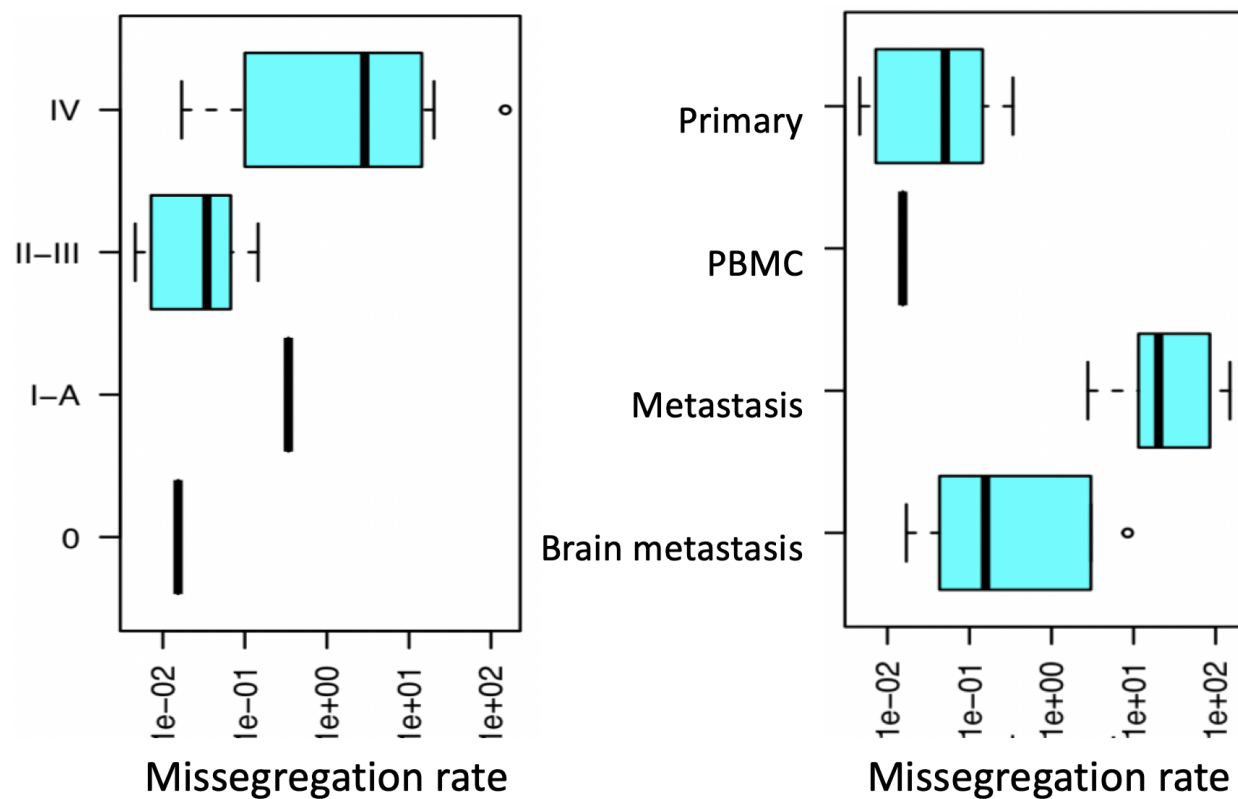 IV
II–III
I–A
0
1e−02
1e−01
1e+00
1e+01
1e+02
Missegregation rate
Primary
PBMC
Metastasis
Brain metastasis
1e−02
1e−01
1e+00
1e+01
1e+02
Missegregation rate